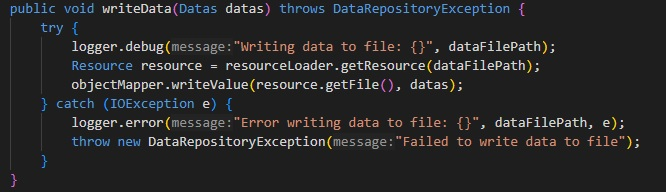 public void writeData(Datas datas) throws DataRepositoryException {
try {
logger.debug(message:"Writing data to file: {}", dataFilePath);
Resource resource = resourceLoader.getResource(dataFilePath);
objectMapper.writeValue(resource.getFile(), datas);
} catch (IOException e) {
logger.error(message:"Error writing data to file: {}", dataFilePath, e);
throw new DataRepositoryException(message:"Failed to write data to file");
}
}